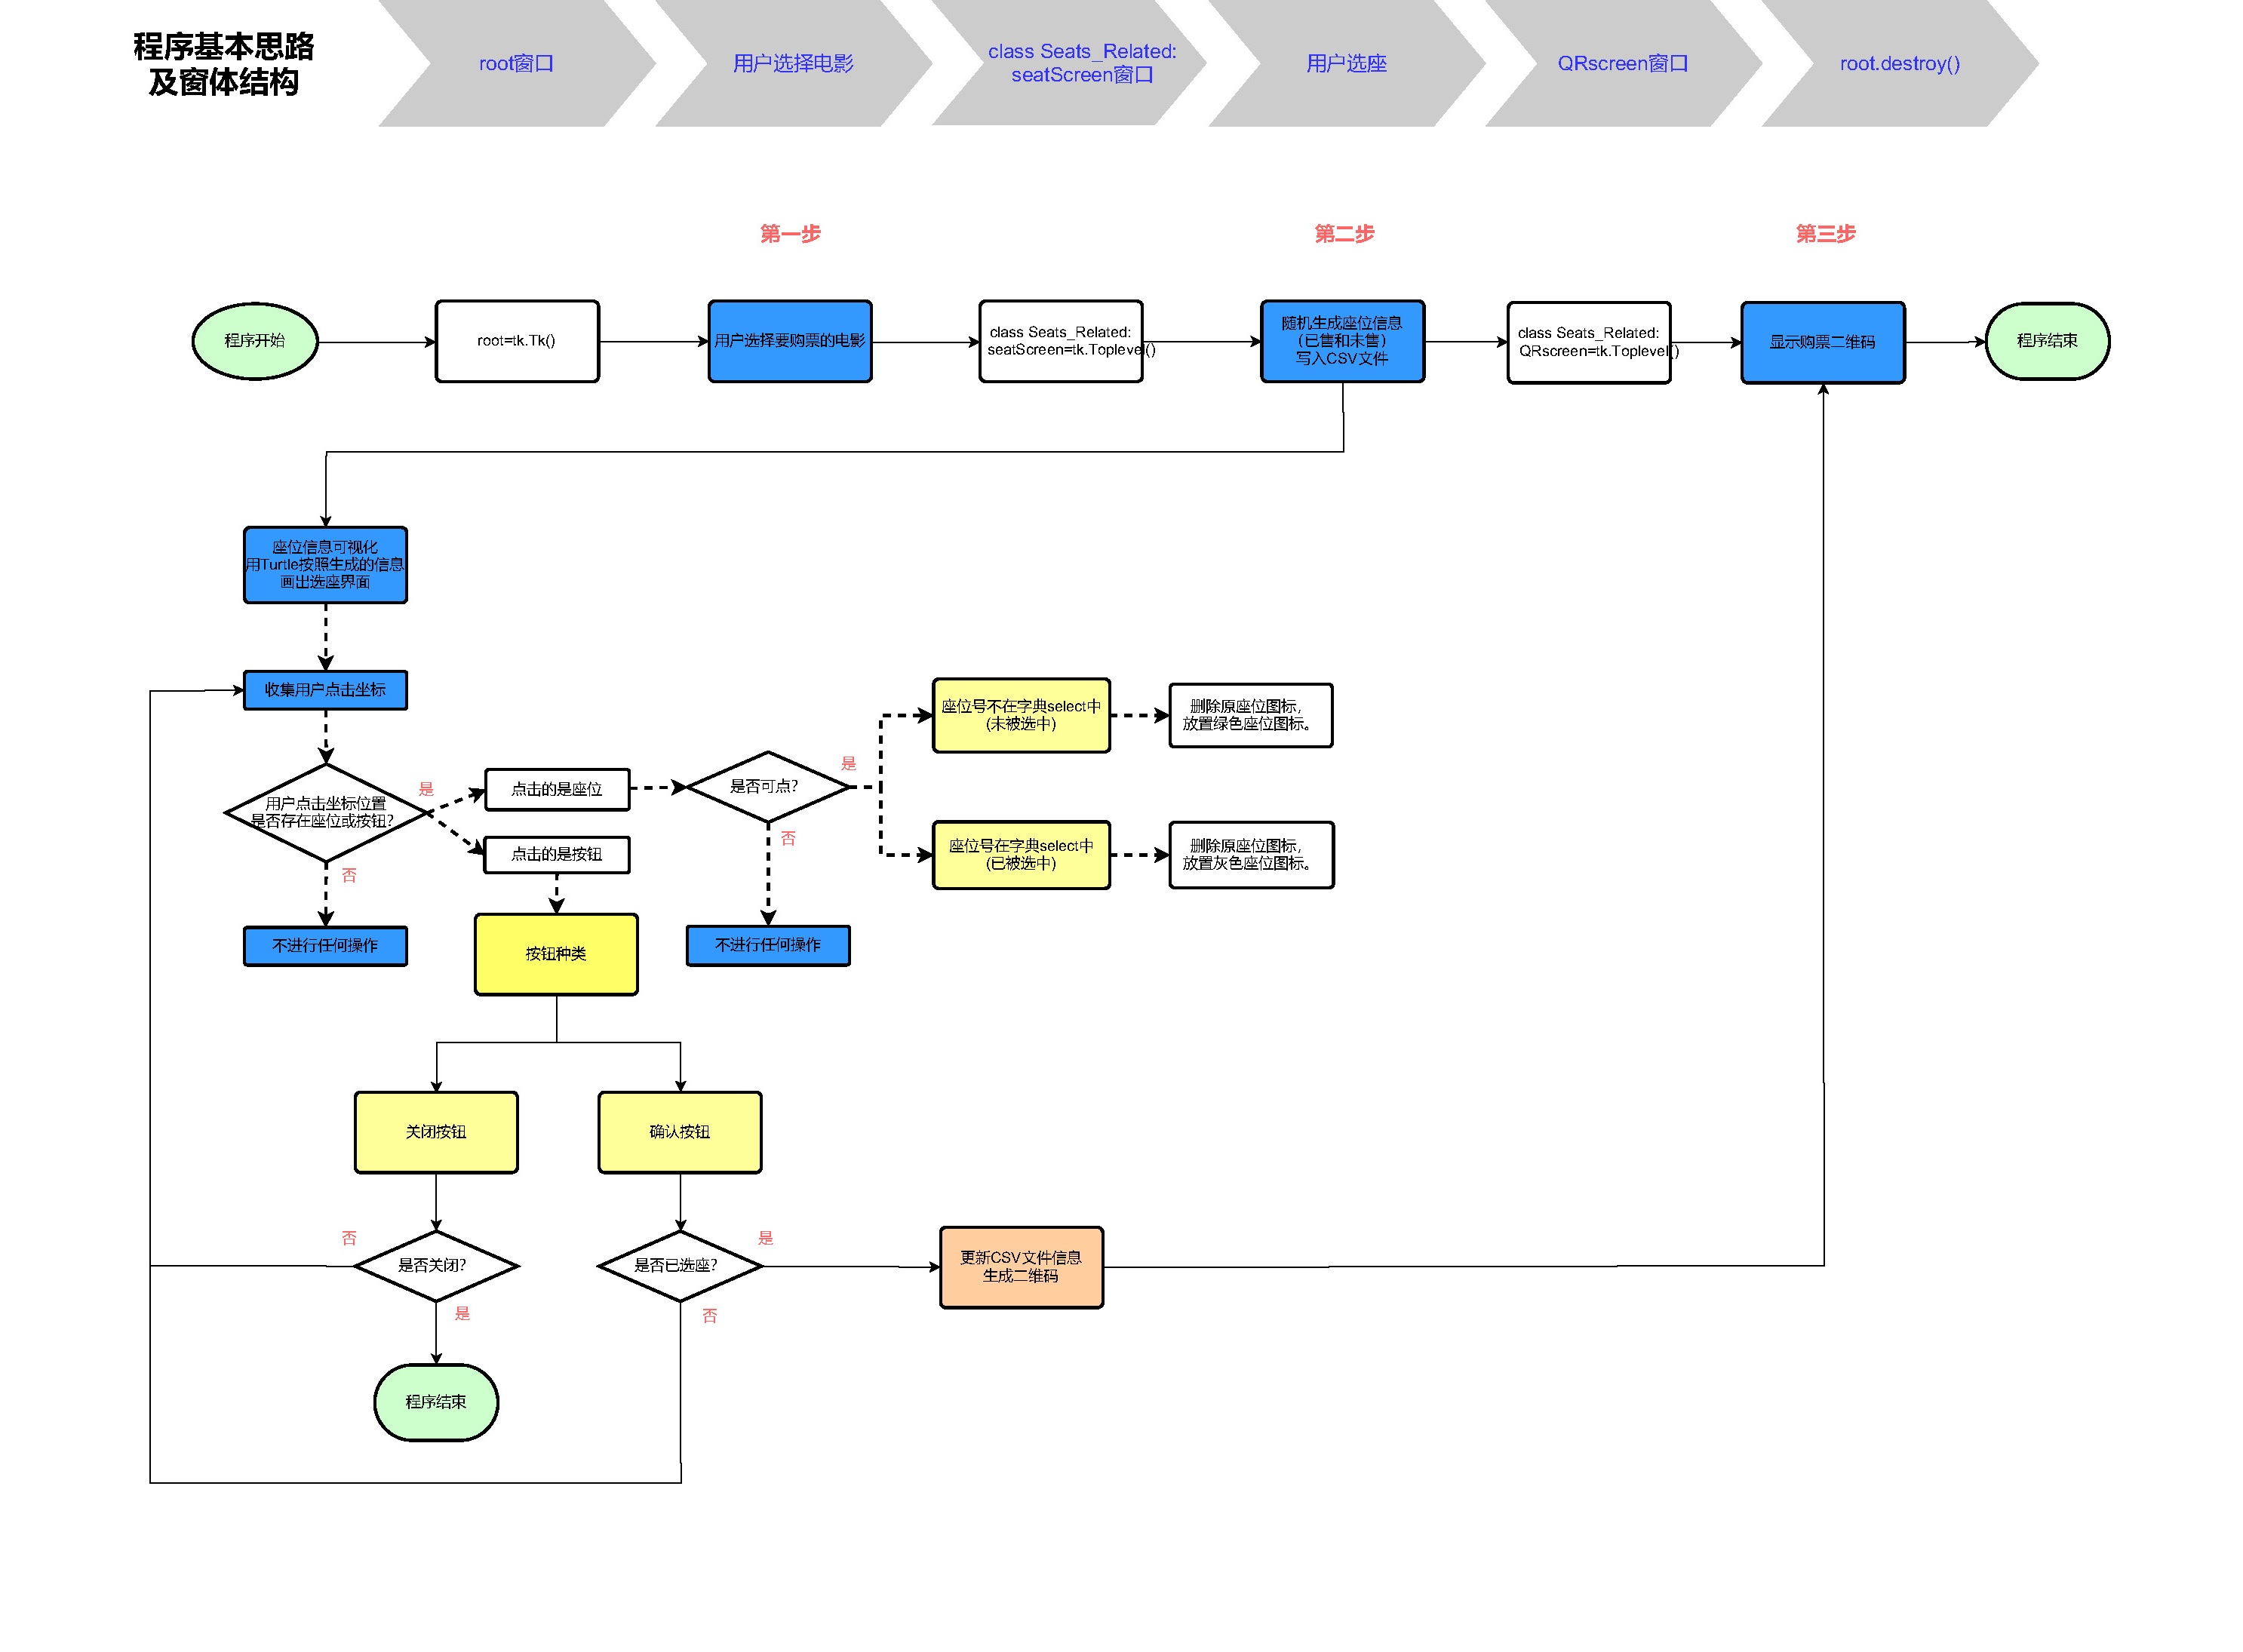 程序基本思路
及窗体结构
root窗口
用户选择电影
class Seats_Related:
seatScreen窗口
用户选座
QRscreen窗口
root.destroy()
第一步
第二步
第三步
程序开始
root=tk.Tk()
用户选择要购票的电影
class Seats_Related:
seatScreen=tk.Toplevel()
随机生成座位信息
（已售和未售）
写入CSV文件
class Seats_Related:
QRscreen=tk.Toplevel()
显示购票二维码
程序结束
座位信息可视化
用Turtle按照生成的信息
画出选座界面
收集用户点击坐标
用户点击坐标位置
是否存在座位或按钮?
是
否
点击的是座位
点击的是按钮
是否可点?
是
否
座位号不在字典select中
(未被选中)
删除原座位图标，
放置绿色座位图标。
座位号在字典select中
(已被选中)
删除原座位图标，
放置灰色座位图标。
不进行任何操作
不进行任何操作
按钮种类
关闭按钮
确认按钮
否
是否关闭?
是
是否已选座?
是
否
更新CSV文件信息
生成二维码
程序结束